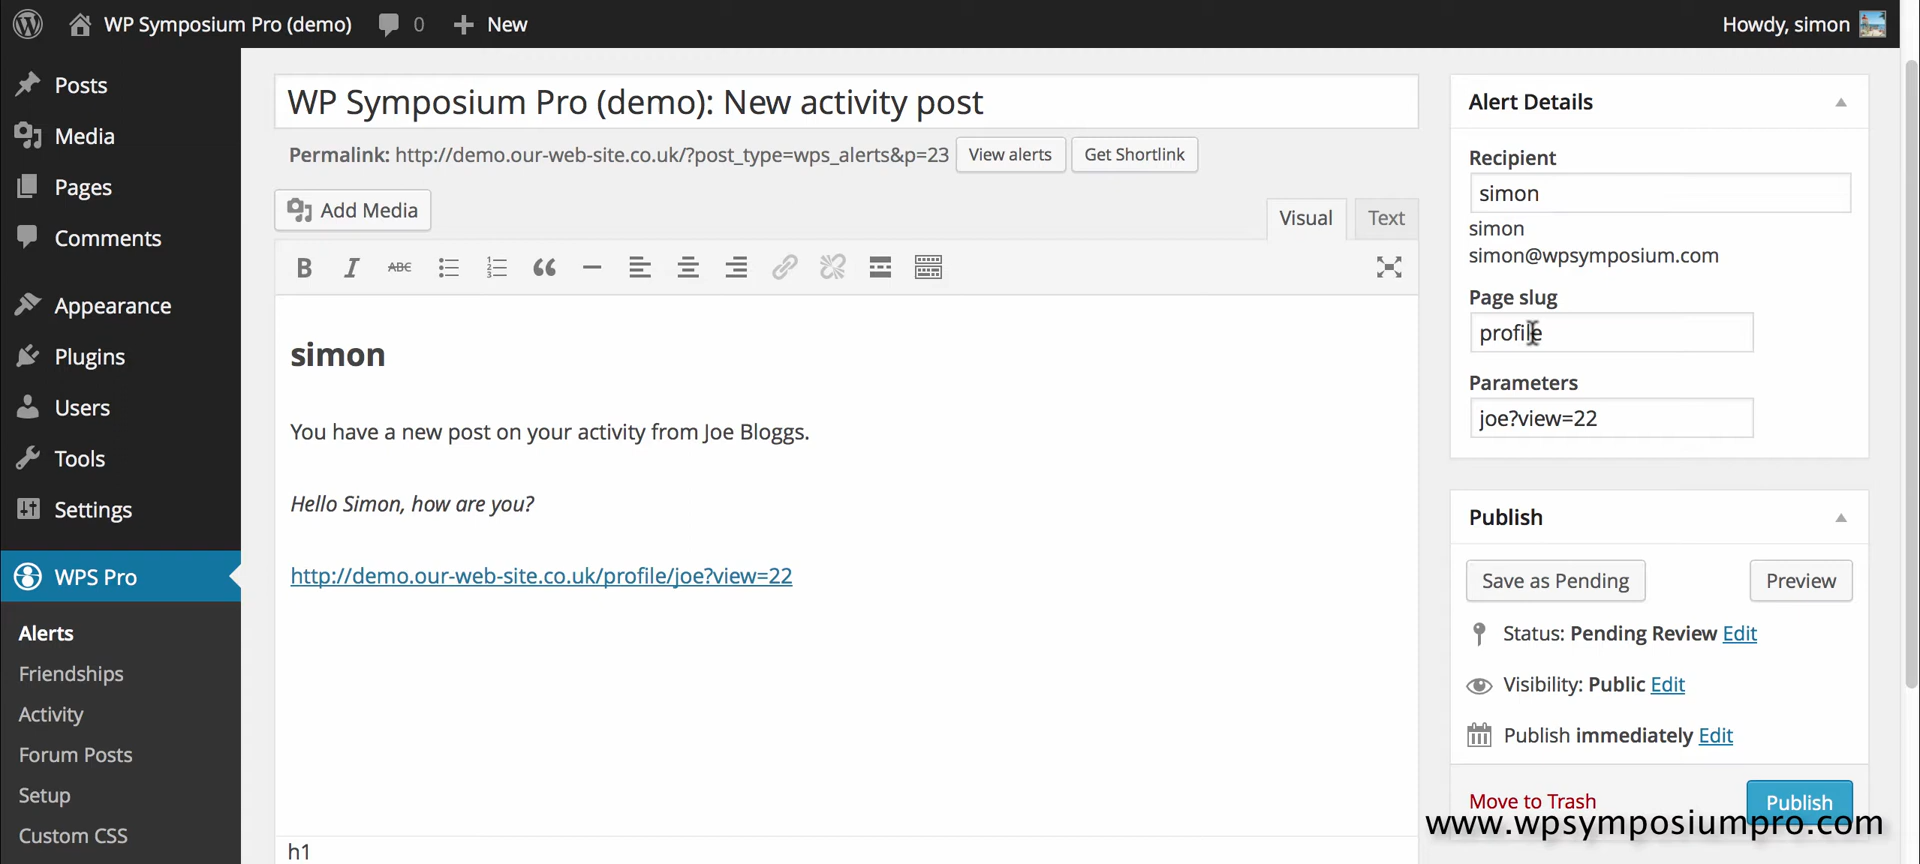 WP Symposium Pro (demo) 0 New Howdy, simon
Posts
Media
Pages
Comments
Appearance
Plugins
Users
Tools
Settings
WPS Pro
Alerts
Friendships
Activity
Forum Posts
Setup
Custom CSS
WP Symposium Pro (demo): New activity post
Permalink: http://demo.our-web-site.co.uk/?post_type=wps_alerts&p=23 View alerts Get Shortlink
Add Media
Visual Text
B I ABC
simon
You have a new post on your activity from Joe Bloggs.
Hello Simon, how are you?
http://demo.our-web-site.co.uk/profile/joe?view=22
h1
Alert Details
Recipient
simon
simon
simon@wpsymposium.com
Page slug
profile
Parameters
joe?view=22
Publish
Save as Pending Preview
Status: Pending Review Edit
Visibility: Public Edit
Publish immediately Edit
Move to Trash Publish
www.wpsymposiumpro.com